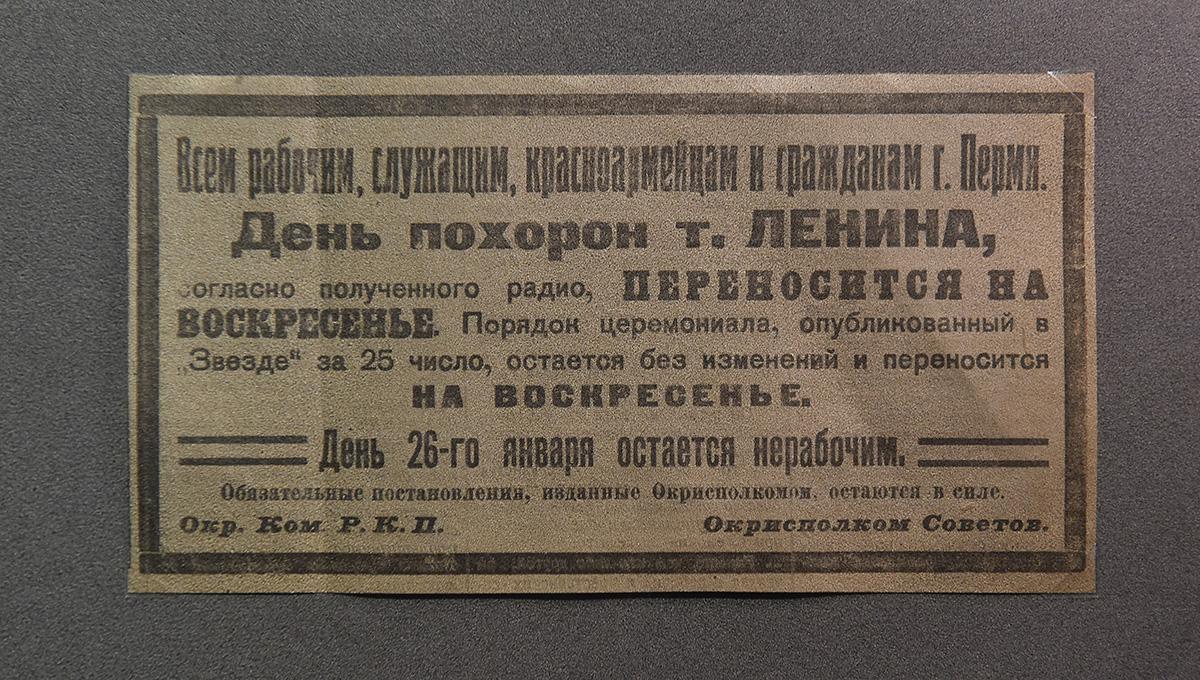 Всем рабочим, служащим, красноармейцам и гражданам г. Перми.
День похорон т. ЛЕНИНА,
согласно полученного радио, ПЕРЕНОСИТСЯ НА
ВОСКРЕСЕНЬЕ. Порядок церемониала, опубликованный в
„Звезде“ за 25 число, остается без изменений и переносится
НА ВОСКРЕСЕНЬЕ.
День 26-го января остается нерабочим.
Обязательные постановления, изданные Окрисполкомом, остаются в силе.
Окр. Ком. Р. К. П. Окрисполком Советов.